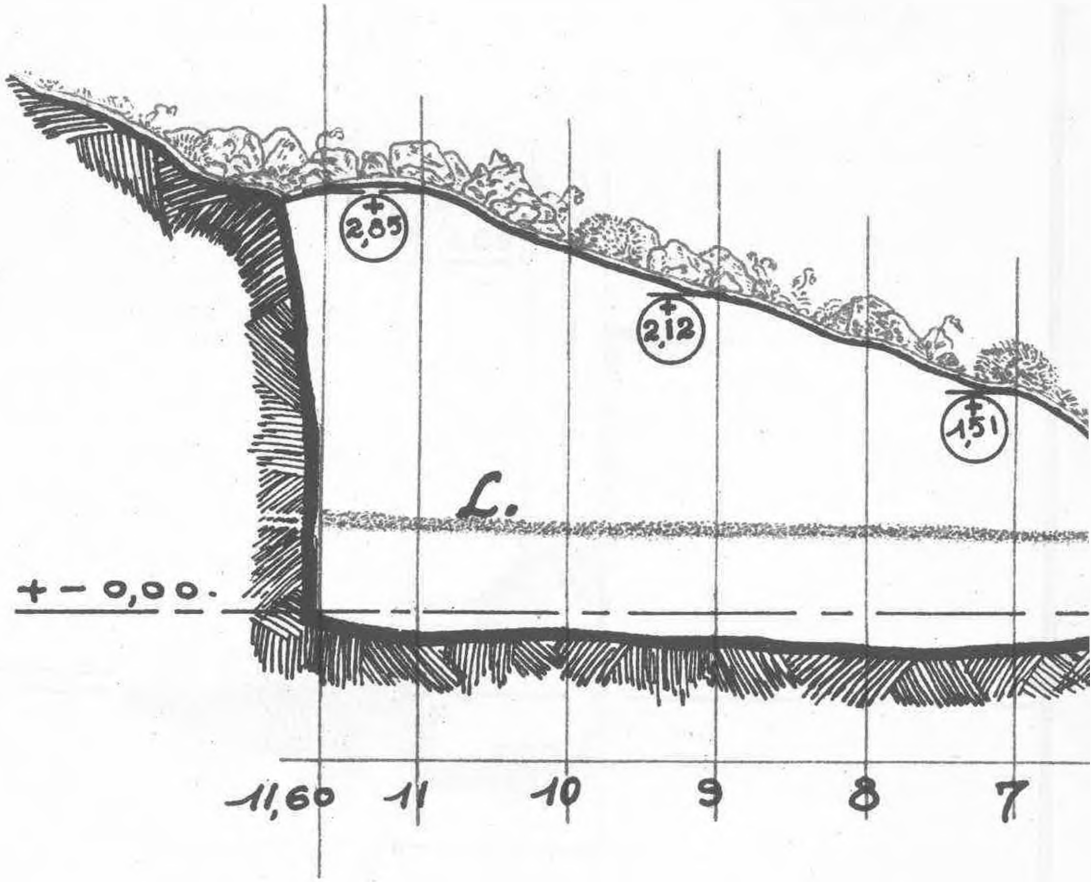 + 2,85
+ 2,12
+ 1,51
L.
+ - 0,00.
11,60 11 10 9 8 7